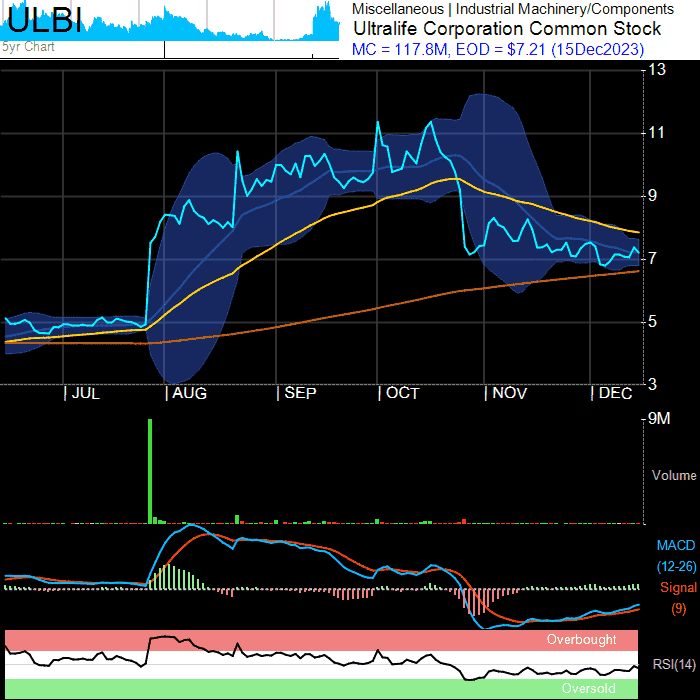 ULBI
5yr Chart
Miscellaneous | Industrial Machinery/Components
Ultralife Corporation Common Stock
MC = 117.8M, EOD = $7.21 (15Dec2023)
13
11
9
7
5
3
| JUL | AUG | SEP | OCT | NOV | DEC
9M
Volume
MACD
(12-26)
Signal
(9)
Overbought
RSI(14)
Oversold